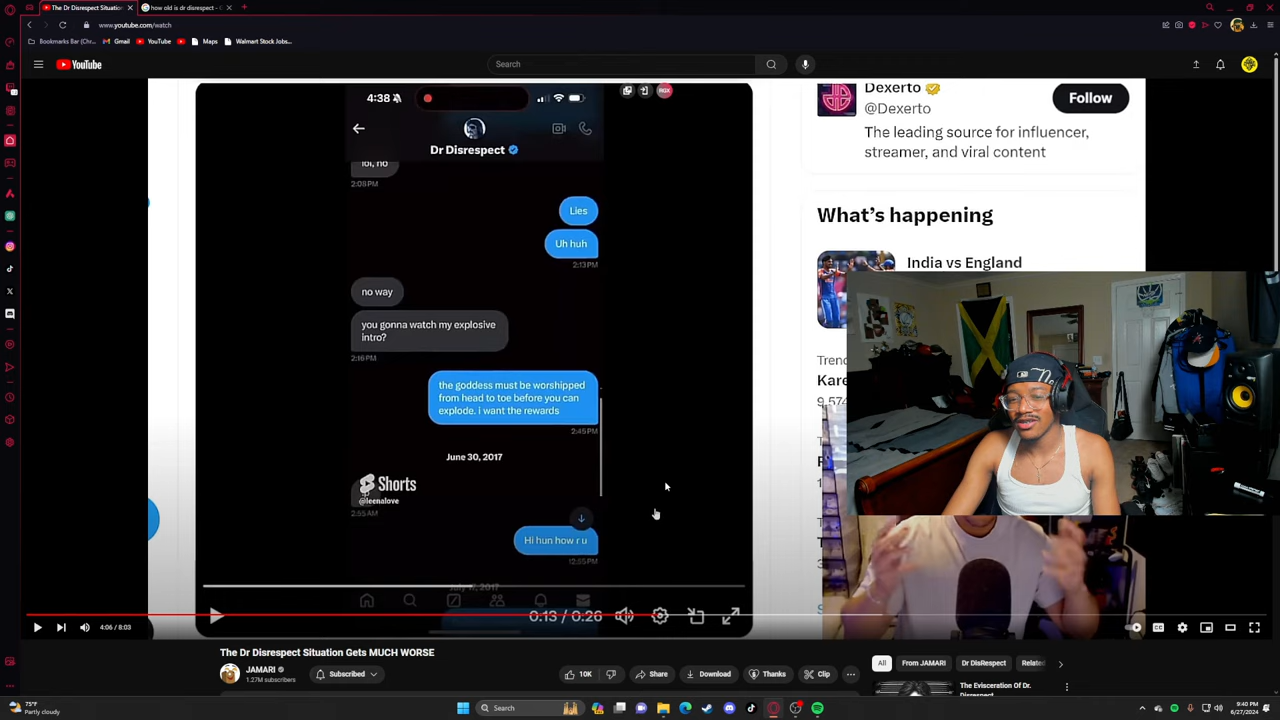 The Dr Disrespect Situation
how old is dr disrespect -
https://www.youtube.com/watch
Bookmarks Bar (Chr...
Gmail
YouTube
Maps
Walmart Stock Jobs...
YouTube
Search
4:38
Dr Disrespect
lol, no
2:08PM
Lies
Uh huh
2:13PM
no way
you gonna watch my explosive
intro?
2:16PM
the goddess must be worshipped
from head to toe before you can
explode. i want the rewards
2:45PM
June 30, 2017
Shorts
@leenalove
2:55AM
Hi hun how r u
12:55PM
0:13 / 0:26
RGX
Dexerto
@Dexerto
Follow
The leading source for influencer,
streamer, and viral content
What's happening
India vs England
Trend
Kare
9,574
4:06 / 8:03
The Dr Disrespect Situation Gets MUCH WORSE
JAMARI
1.27M subscribers
Subscribed
10K
Share
Download
Thanks
Clip
All
From JAMARI
Dr DisRespect
Related
The Evisceration Of Dr.
Disrespect
75°F
Partly cloudy
Search
9:40 PM
6/27/2024